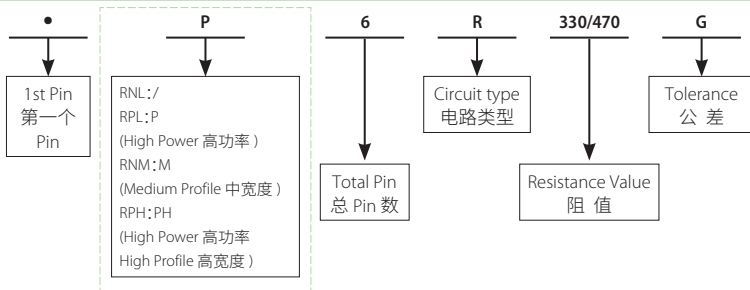 • P 6 R 330/470 G
1st Pin
第一个
Pin
RNL:/
RPL:P
(High Power 高功率 )
RNM:M
(Medium Profile 中宽度 )
RPH:PH
(High Power 高功率
High Profile 高宽度 )
Total Pin
总 Pin 数
Circuit type
电路类型
Resistance Value
阻 值
Tolerance
公 差